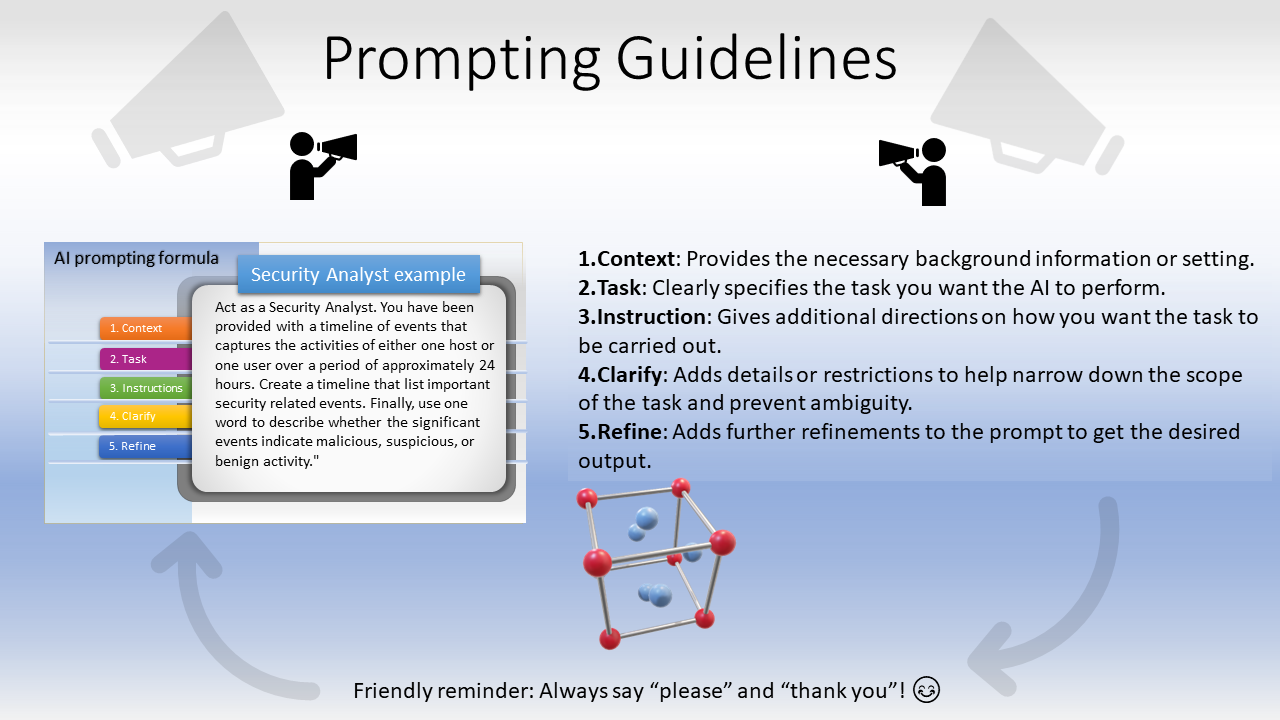 Prompting Guidelines
AI prompting formula
Security Analyst example
1. Context
2. Task
3. Instructions
4. Clarify
5. Refine
Act as a Security Analyst. You have been
provided with a timeline of events that
captures the activities of either one host or
one user over a period of approximately 24
hours. Create a timeline that list important
security related events. Finally, use one
word to describe whether the significant
events indicate malicious, suspicious, or
benign activity."
1.Context: Provides the necessary background information or setting.
2.Task: Clearly specifies the task you want the AI to perform.
3.Instruction: Gives additional directions on how you want the task to
be carried out.
4.Clarify: Adds details or restrictions to help narrow down the scope
of the task and prevent ambiguity.
5.Refine: Adds further refinements to the prompt to get the desired
output.
Friendly reminder: Always say “please” and “thank you”! 😊